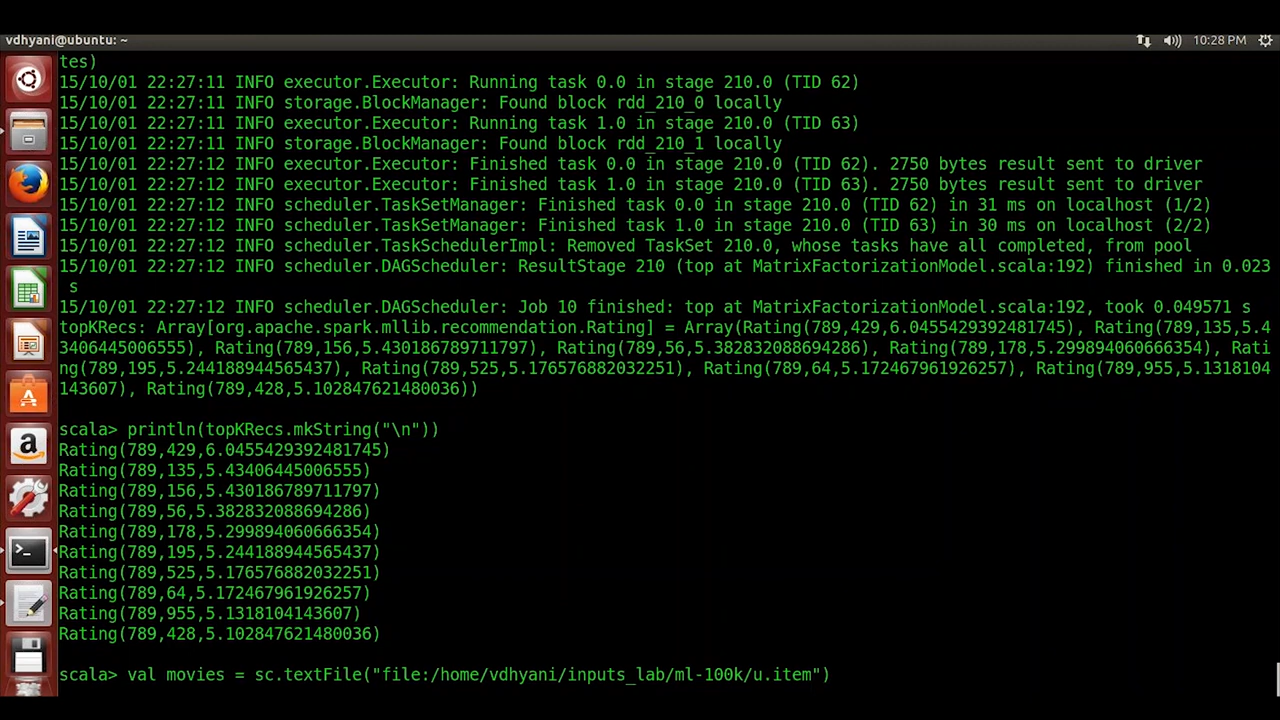 vdhyani@ubuntu: ~
10:28 PM
tes)
15/10/01 22:27:11 INFO executor.Executor: Running task 0.0 in stage 210.0 (TID 62)
15/10/01 22:27:11 INFO storage.BlockManager: Found block rdd_210_0 locally
15/10/01 22:27:11 INFO executor.Executor: Running task 1.0 in stage 210.0 (TID 63)
15/10/01 22:27:11 INFO storage.BlockManager: Found block rdd_210_1 locally
15/10/01 22:27:12 INFO executor.Executor: Finished task 0.0 in stage 210.0 (TID 62). 2750 bytes result sent to driver
15/10/01 22:27:12 INFO executor.Executor: Finished task 1.0 in stage 210.0 (TID 63). 2750 bytes result sent to driver
15/10/01 22:27:12 INFO scheduler.TaskSetManager: Finished task 0.0 in stage 210.0 (TID 62) in 31 ms on localhost (1/2)
15/10/01 22:27:12 INFO scheduler.TaskSetManager: Finished task 1.0 in stage 210.0 (TID 63) in 30 ms on localhost (2/2)
15/10/01 22:27:12 INFO scheduler.TaskSchedulerImpl: Removed TaskSet 210.0, whose tasks have all completed, from pool
15/10/01 22:27:12 INFO scheduler.DAGScheduler: ResultStage 210 (top at MatrixFactorizationModel.scala:192) finished in 0.023
s
15/10/01 22:27:12 INFO scheduler.DAGScheduler: Job 10 finished: top at MatrixFactorizationModel.scala:192, took 0.049571 s
topKRecs: Array[org.apache.spark.mllib.recommendation.Rating] = Array(Rating(789,429,6.0455429392481745), Rating(789,135,5.4
3406445006555), Rating(789,156,5.430186789711797), Rating(789,56,5.382832088694286), Rating(789,178,5.299894060666354), Rati
ng(789,195,5.244188944565437), Rating(789,525,5.176576882032251), Rating(789,64,5.172467961926257), Rating(789,955,5.1318104
143607), Rating(789,428,5.102847621480036))
scala> println(topKRecs.mkString("\n"))
Rating(789,429,6.0455429392481745)
Rating(789,135,5.43406445006555)
Rating(789,156,5.430186789711797)
Rating(789,56,5.382832088694286)
Rating(789,178,5.299894060666354)
Rating(789,195,5.244188944565437)
Rating(789,525,5.176576882032251)
Rating(789,64,5.172467961926257)
Rating(789,955,5.1318104143607)
Rating(789,428,5.102847621480036)
scala> val movies = sc.textFile("file:/home/vdhyani/inputs_lab/ml-100k/u.item")